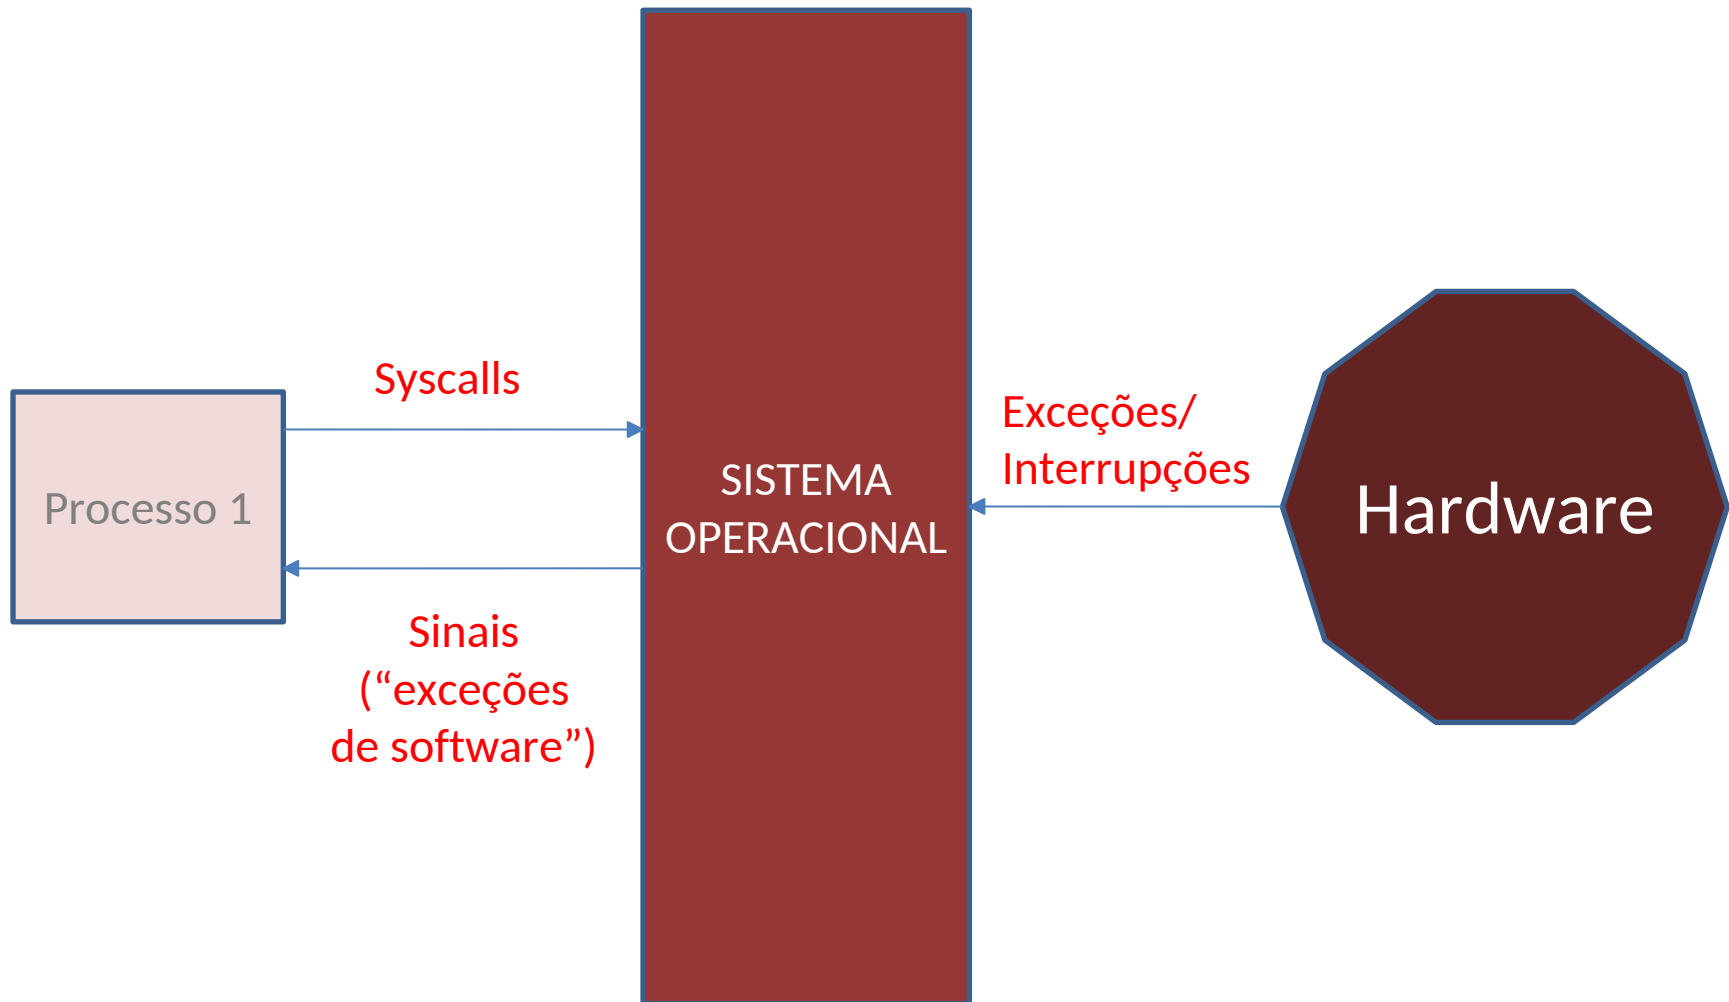 Syscalls
Processo 1
Sinais
(“exceções
de software”)
SISTEMA
OPERACIONAL
Exceções/
Interrupções
Hardware